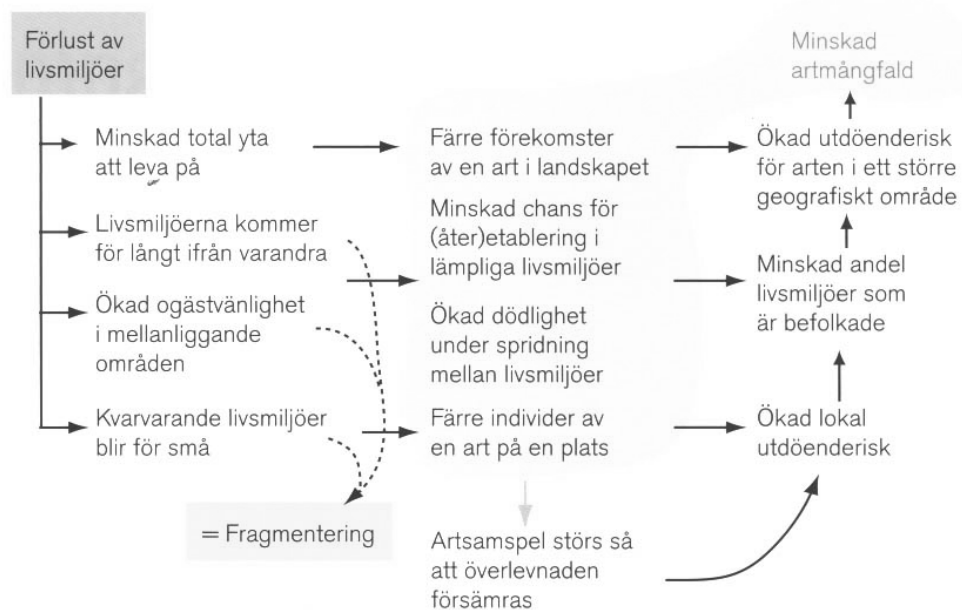 Förlust av
livsmiljöer
Minskad total yta
att leva på
Livsmiljöerna kommer
för långt ifrån varandra
Ökad ogästvänlighet
i mellanliggande
områden
Kvarvarande livsmiljöer
blir för små
= Fragmentering
Färre förekomster
av en art i landskapet
Minskad chans för
(åter)etablering i
lämpliga livsmiljöer
Ökad dödlighet
under spridning
mellan livsmiljöer
Färre individer av
en art på en plats
Artsamspel störs så
att överlevnaden
försämras
Minskad
artmångfald
Ökad utdöenderisk
för arten i ett större
geografiskt område
Minskad andel
livsmiljöer som
är befolkade
Ökad lokal
utdöenderisk